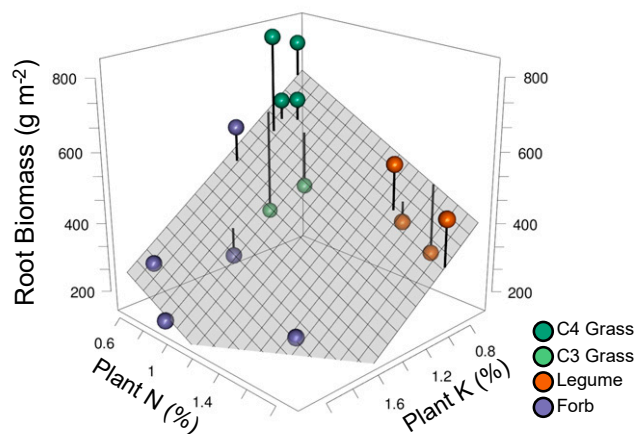 Root Biomass (g m-2)
800
600
400
200
800
600
400
200
0.6
1
1.4
Plant N (%)
0.8
1.2
1.6
Plant K (%)
C4 Grass
C3 Grass
Legume
Forb